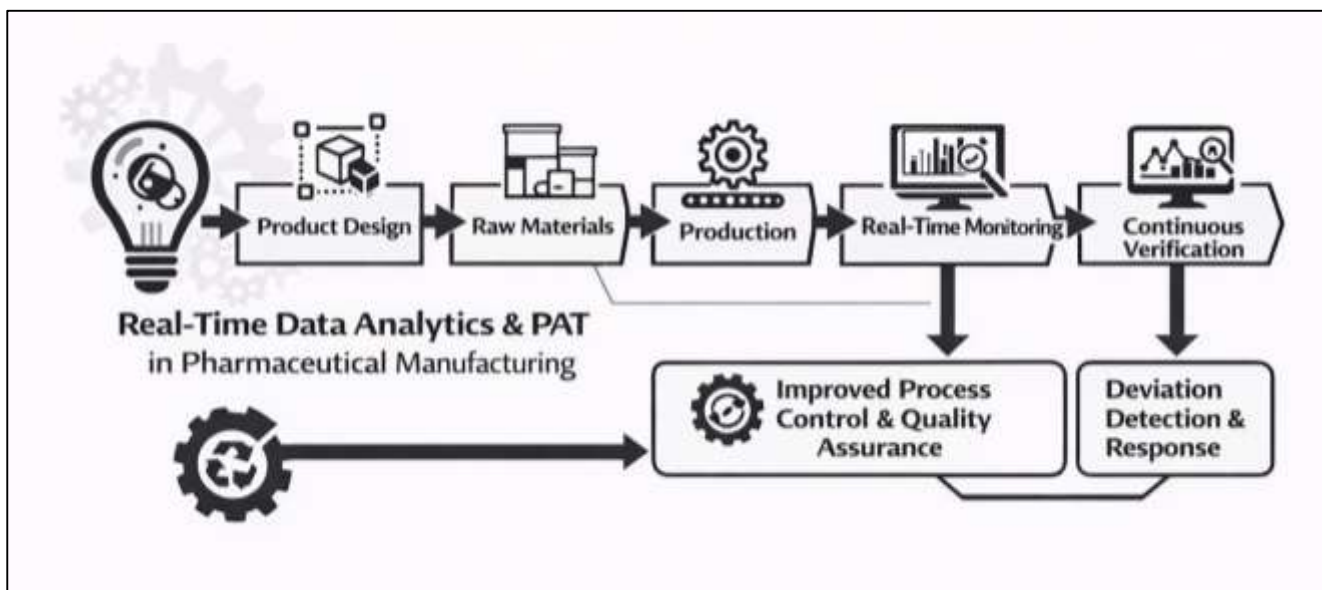 Product Design
Raw Materials
Production
Real-Time Monitoring
Continuous
Verification
Real-Time Data Analytics & PAT
in Pharmaceutical Manufacturing
Improved Process
Control & Quality
Assurance
Deviation
Detection &
Response